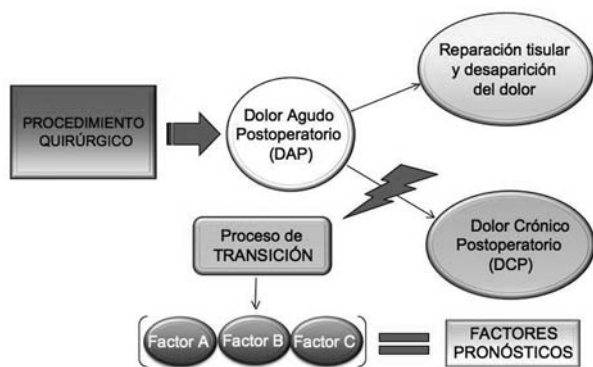 Reparación tisular
y desaparición
del dolor
PROCEDIMIENTO
QUIRÚRGICO
Dolor Agudo
Postoperatorio
(DAP)
Dolor Crónico
Postoperatorio
(DCP)
Proceso de
TRANSICIÓN
Factor A Factor B Factor C
FACTORES
PRONÓSTICOS